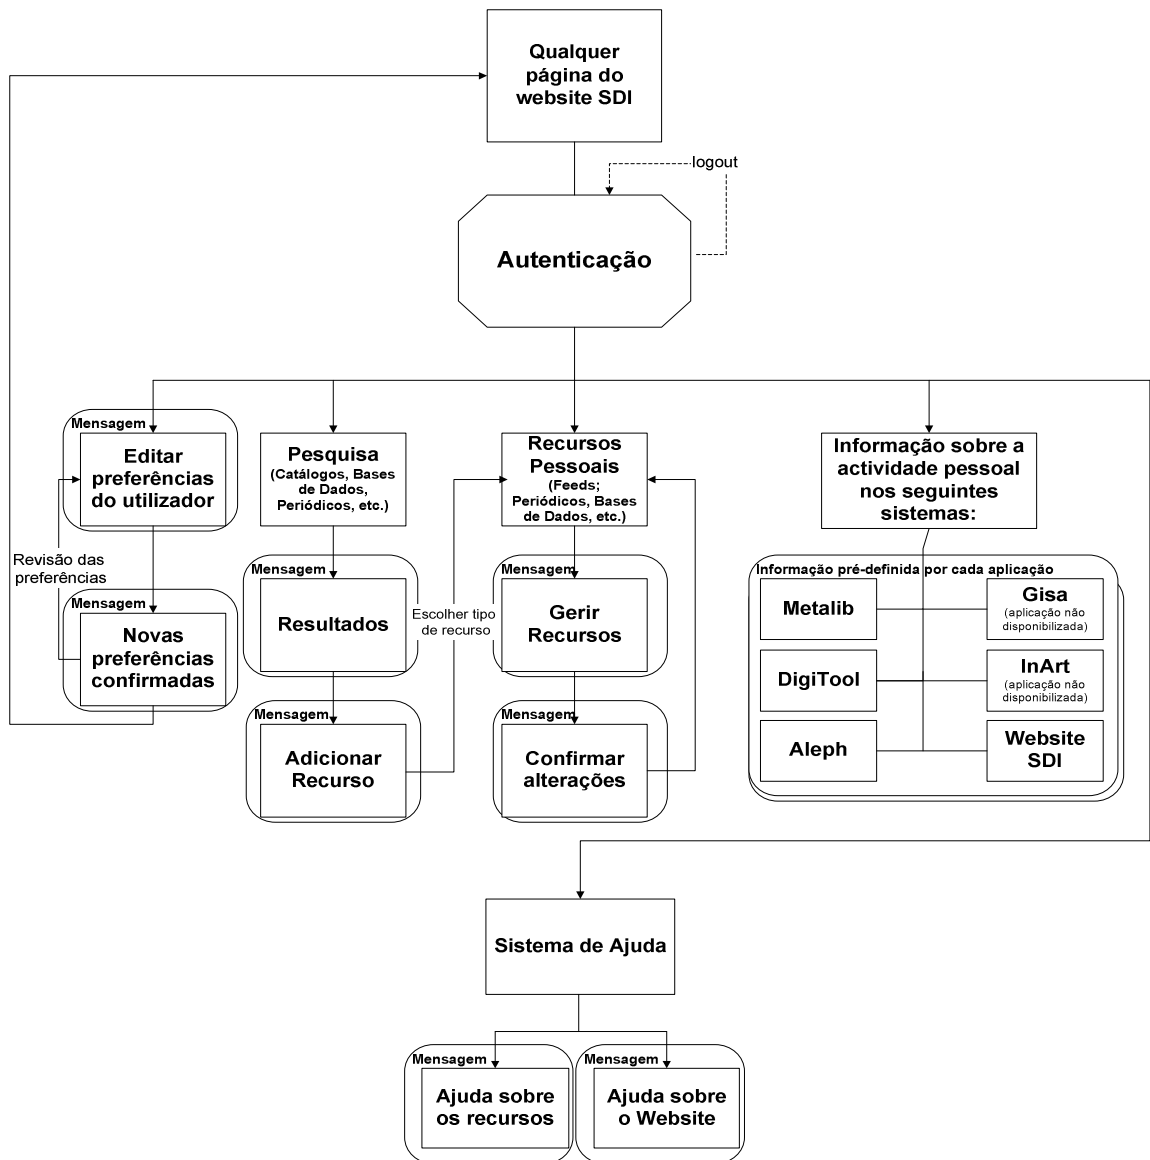 Qualquer
página do
website SDI
logout
Autenticação
Mensagem
Editar
preferências
do utilizador
Revisão das
preferências
Mensagem
Novas
preferências
confirmadas
Pesquisa
(Catálogos, Bases
de Dados,
Periódicos, etc.)
Mensagem
Resultados
Mensagem
Adicionar
Recurso
Escolher tipo
de recurso
Recursos
Pessoais
(Feeds;
Periódicos, Bases
de Dados, etc.)
Mensagem
Gerir
Recursos
Mensagem
Confirmar
alterações
Informação sobre a
actividade pessoal
nos seguintes
sistemas:
Informação pré-definida por cada aplicação
Metalib
Gisa
(aplicação não
disponibilizada)
DigiTool
InArt
(aplicação não
disponibilizada)
Aleph
Website
SDI
Sistema de Ajuda
Mensagem
Ajuda sobre
os recursos
Mensagem
Ajuda sobre
o Website